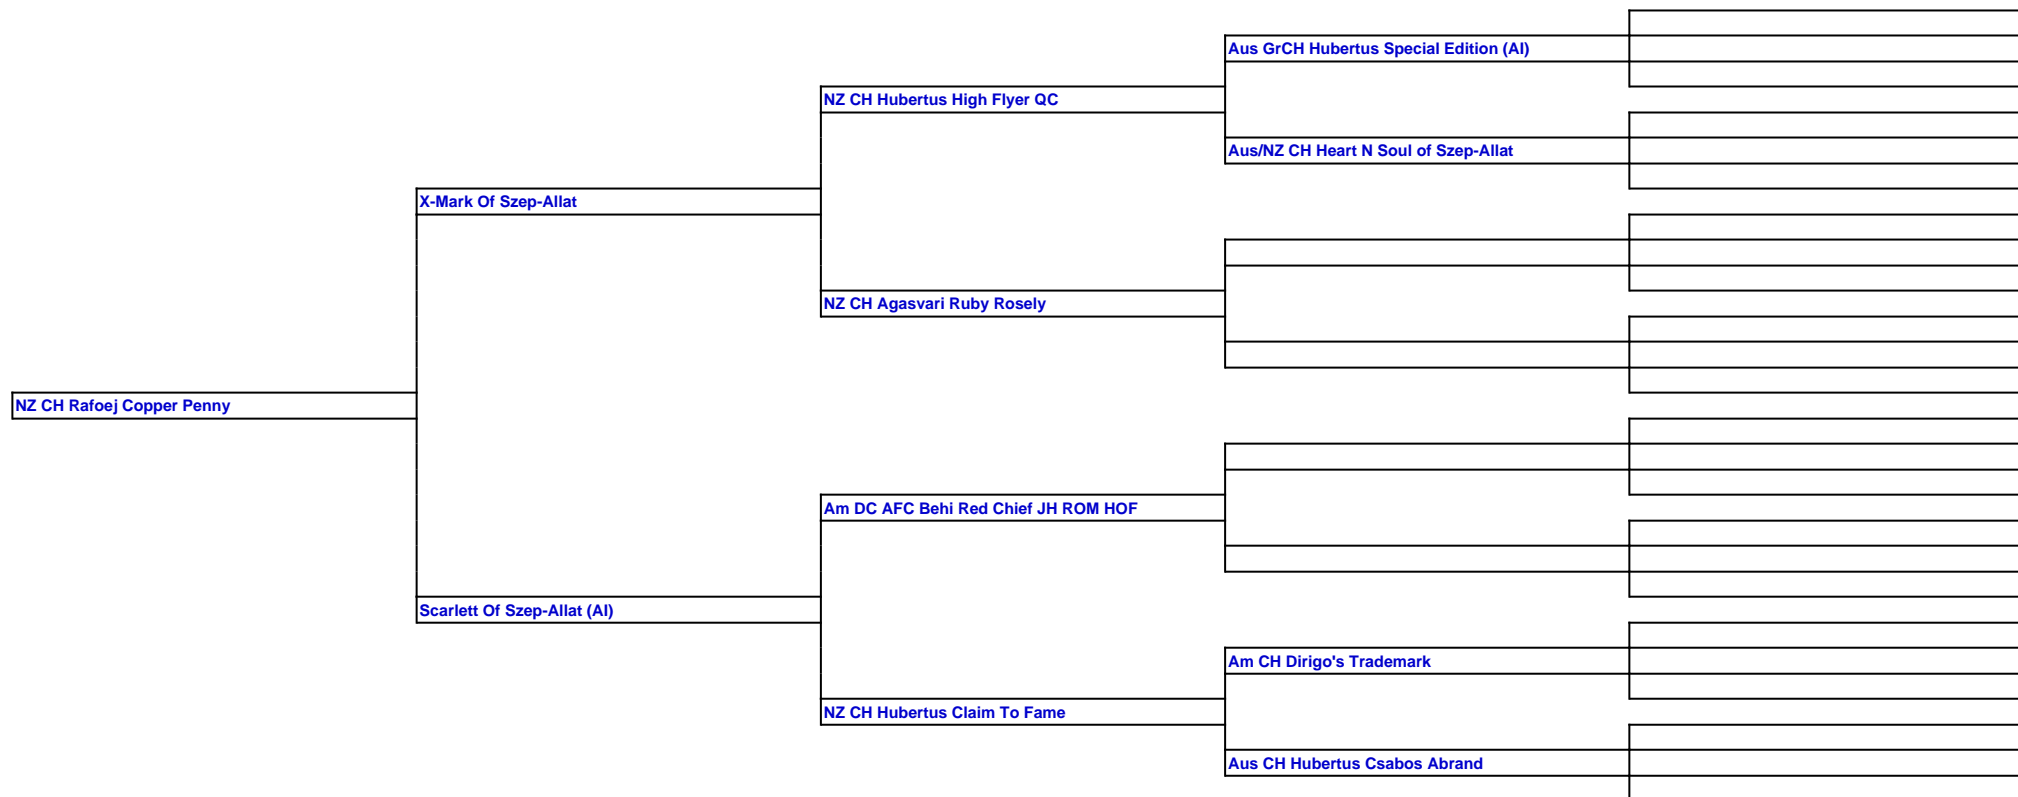 Aus GrCH Hubertus Special Edition (AI)
NZ CH Hubertus High Flyer QC
Aus/NZ CH Heart N Soul of Szep-Allat
X-Mark Of Szep-Allat
NZ CH Agasvari Ruby Rosely
NZ CH Rafoej Copper Penny
Am DC AFC Behi Red Chief JH ROM HOF
Scarlett Of Szep-Allat (AI)
Am CH Dirigo's Trademark
NZ CH Hubertus Claim To Fame
Aus CH Hubertus Csabos Abrand